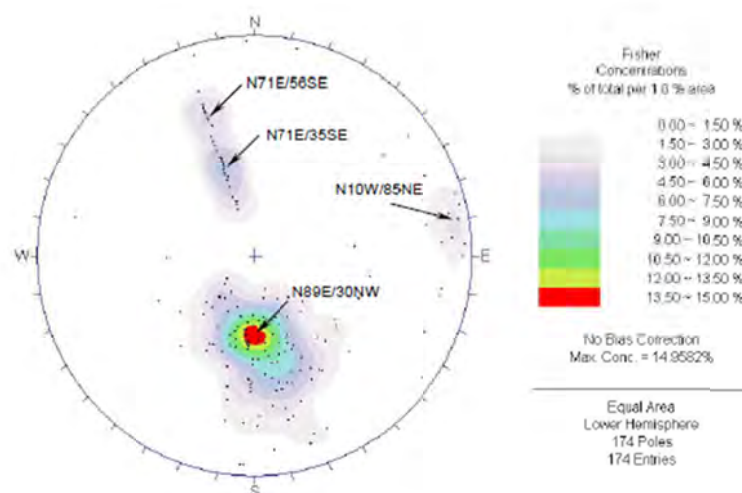 N
N71E/56SE
N71E/35SE
N10W/85NE
W
E
N89E/30NW
S
Fisher
Concentrations
% of total per 1.0 % area
0.00 ~ 1.50 %
1.50 ~ 3.00 %
3.00 ~ 4.50 %
4.50 ~ 6.00 %
6.00 ~ 7.50 %
7.50 ~ 9.00 %
9.00 ~ 10.50 %
10.50 ~ 12.00 %
12.00 ~ 13.50 %
13.50 ~ 15.00 %
No Bias Correction
Max. Conc. = 14.9582%
Equal Area
Lower Hemisphere
174 Poles
174 Entries